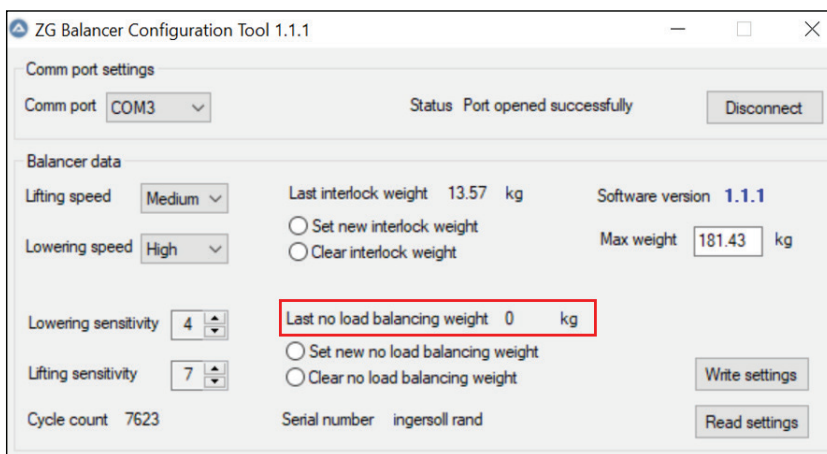 ZG Balancer Configuration Tool 1.1.1
Comm port settings
Comm port COM3 Status Port opened successfully Disconnect
Balancer data
Lifting speed Medium Last interlock weight 13.57 kg Software version 1.1.1
Set new interlock weight
Lowering speed High Clear interlock weight Max weight 181.43 kg
Lowering sensitivity 4 Last no load balancing weight 0 kg
Set new no load balancing weight
Lifting sensitivity 7 Clear no load balancing weight Write settings
Cycle count 7623 Serial number ingersoll rand Read settings